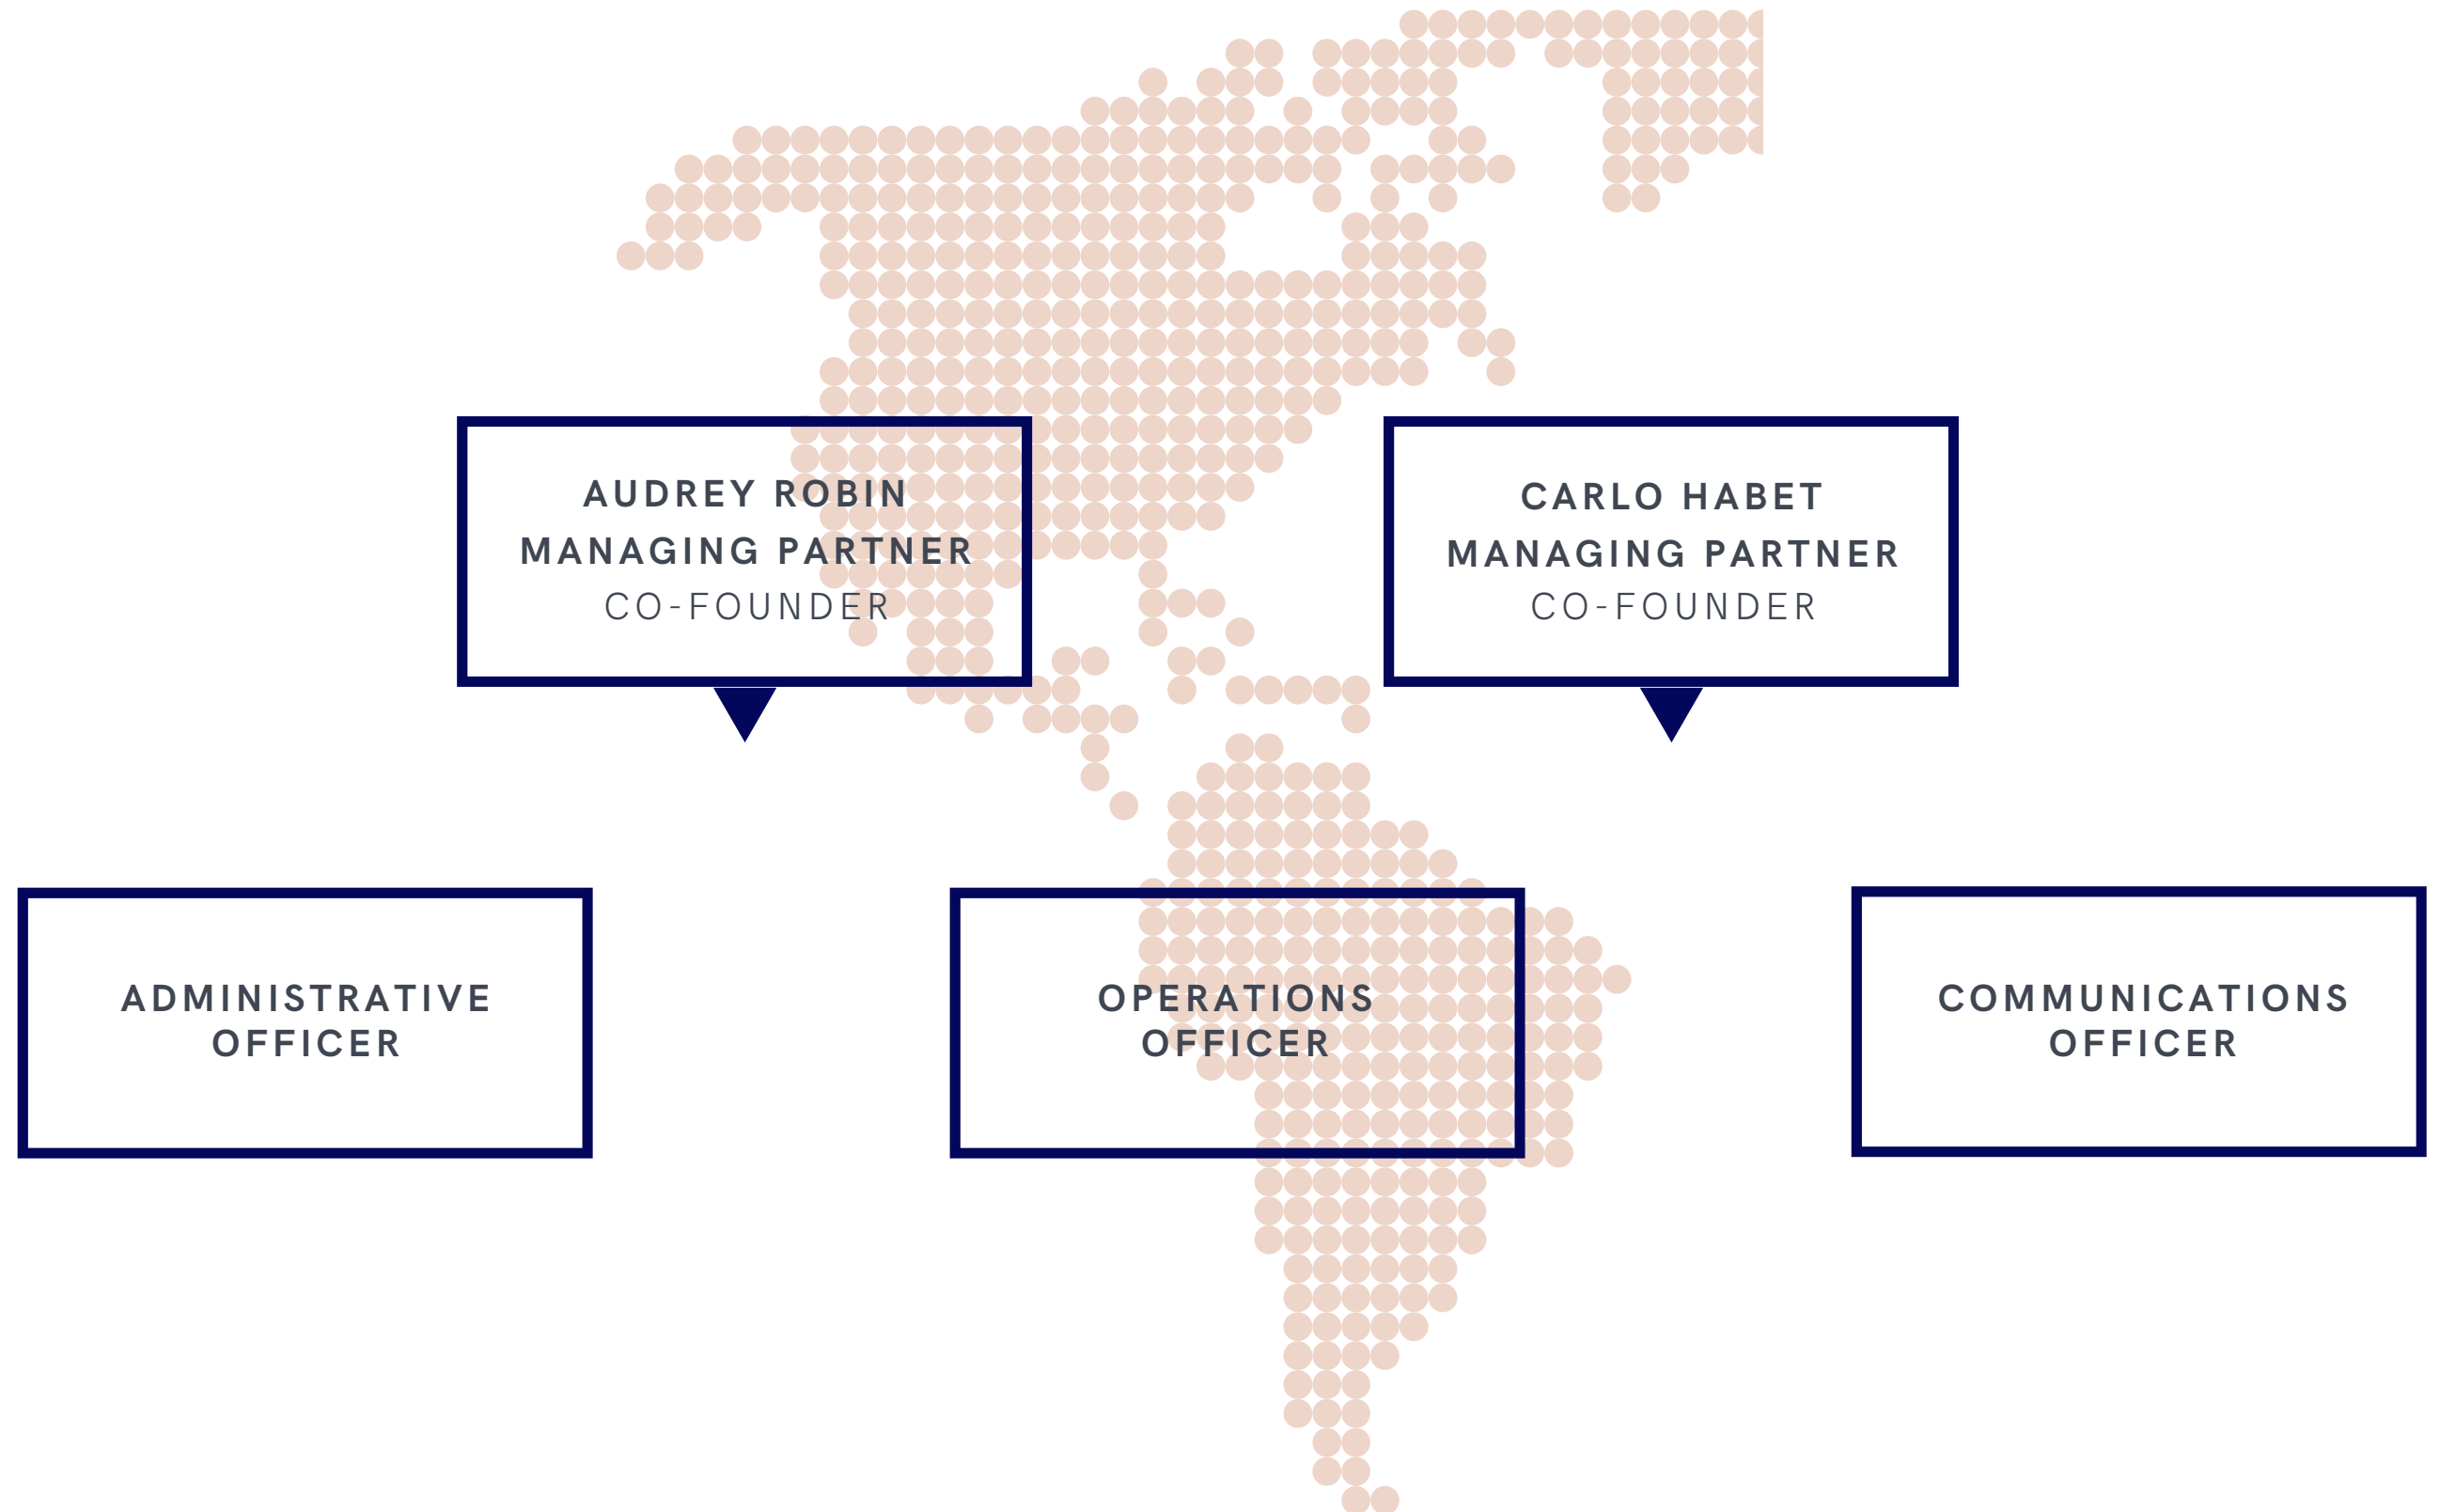 AUDREY ROBIN
MANAGING PARTNER
CO-FOUNDER
CARLO HABET
MANAGING PARTNER
CO-FOUNDER
ADMINISTRATIVE
OFFICER
OPERATIONS
OFFICER
COMMUNICATIONS
OFFICER